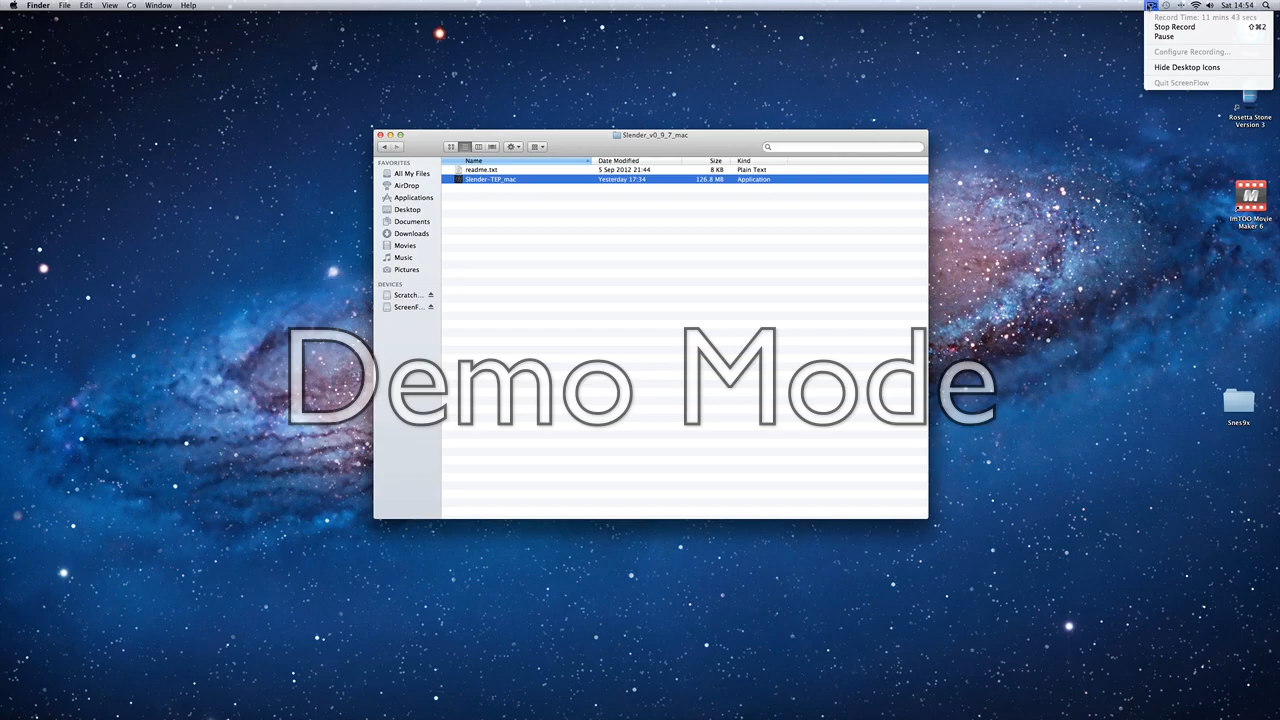 Finder File Edit View Go Window Help
Sat 14:54
Record Time: 11 mins 43 secs
Stop Record ⇧⌘2
Pause
Configure Recording...
Hide Desktop Icons
Quit ScreenFlow
Rosetta Stone
Version 3
ImTOO Movie
Maker 6
Snes9x
Slender_v0_9_7_mac
Name Date Modified Size Kind
readme.txt 5 Sep 2012 21:44 8 KB Plain Text
Slender-TEP_mac Yesterday 17:34 126.8 MB Application
FAVORITES
All My Files
AirDrop
Applications
Desktop
Documents
Downloads
Movies
Music
Pictures
DEVICES
Scratch...
ScreenF...
Demo Mode